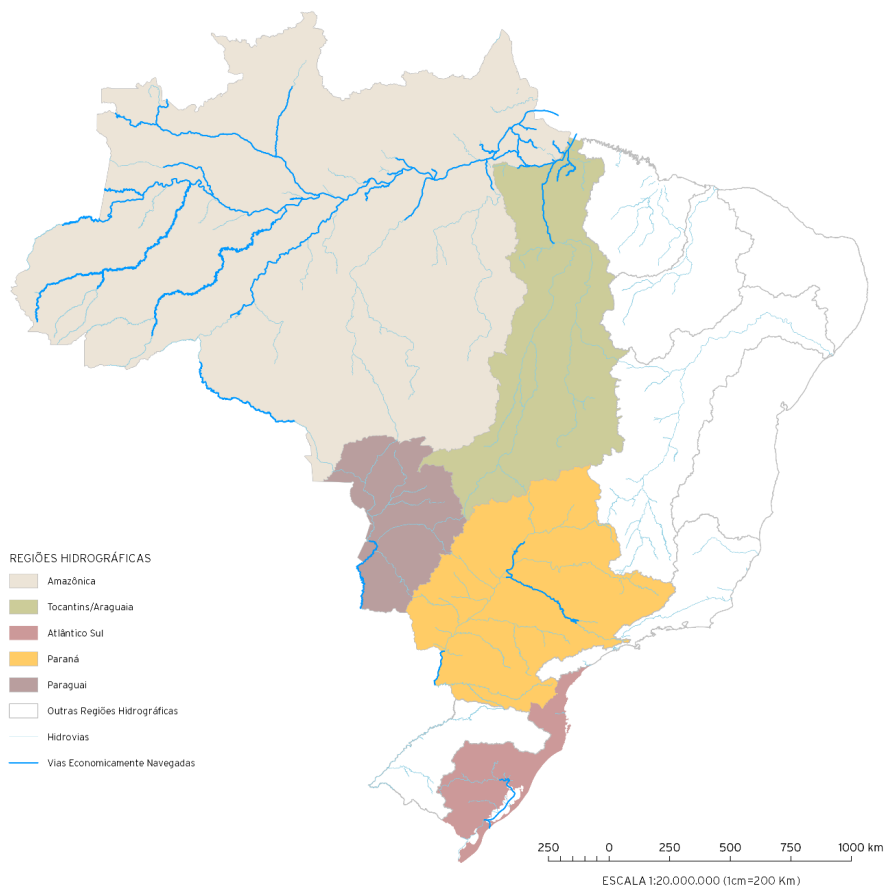 REGIÕES HIDROGRÁFICAS
Amazônica
Tocantins/Araguaia
Atlântico Sul
Paraná
Paraguai
Outras Regiões Hidrográficas
Hidrovias
Vias Economicamente Navegadas
250 0 250 500 750 1000 km
ESCALA 1:20.000.000 (1cm=200 Km)